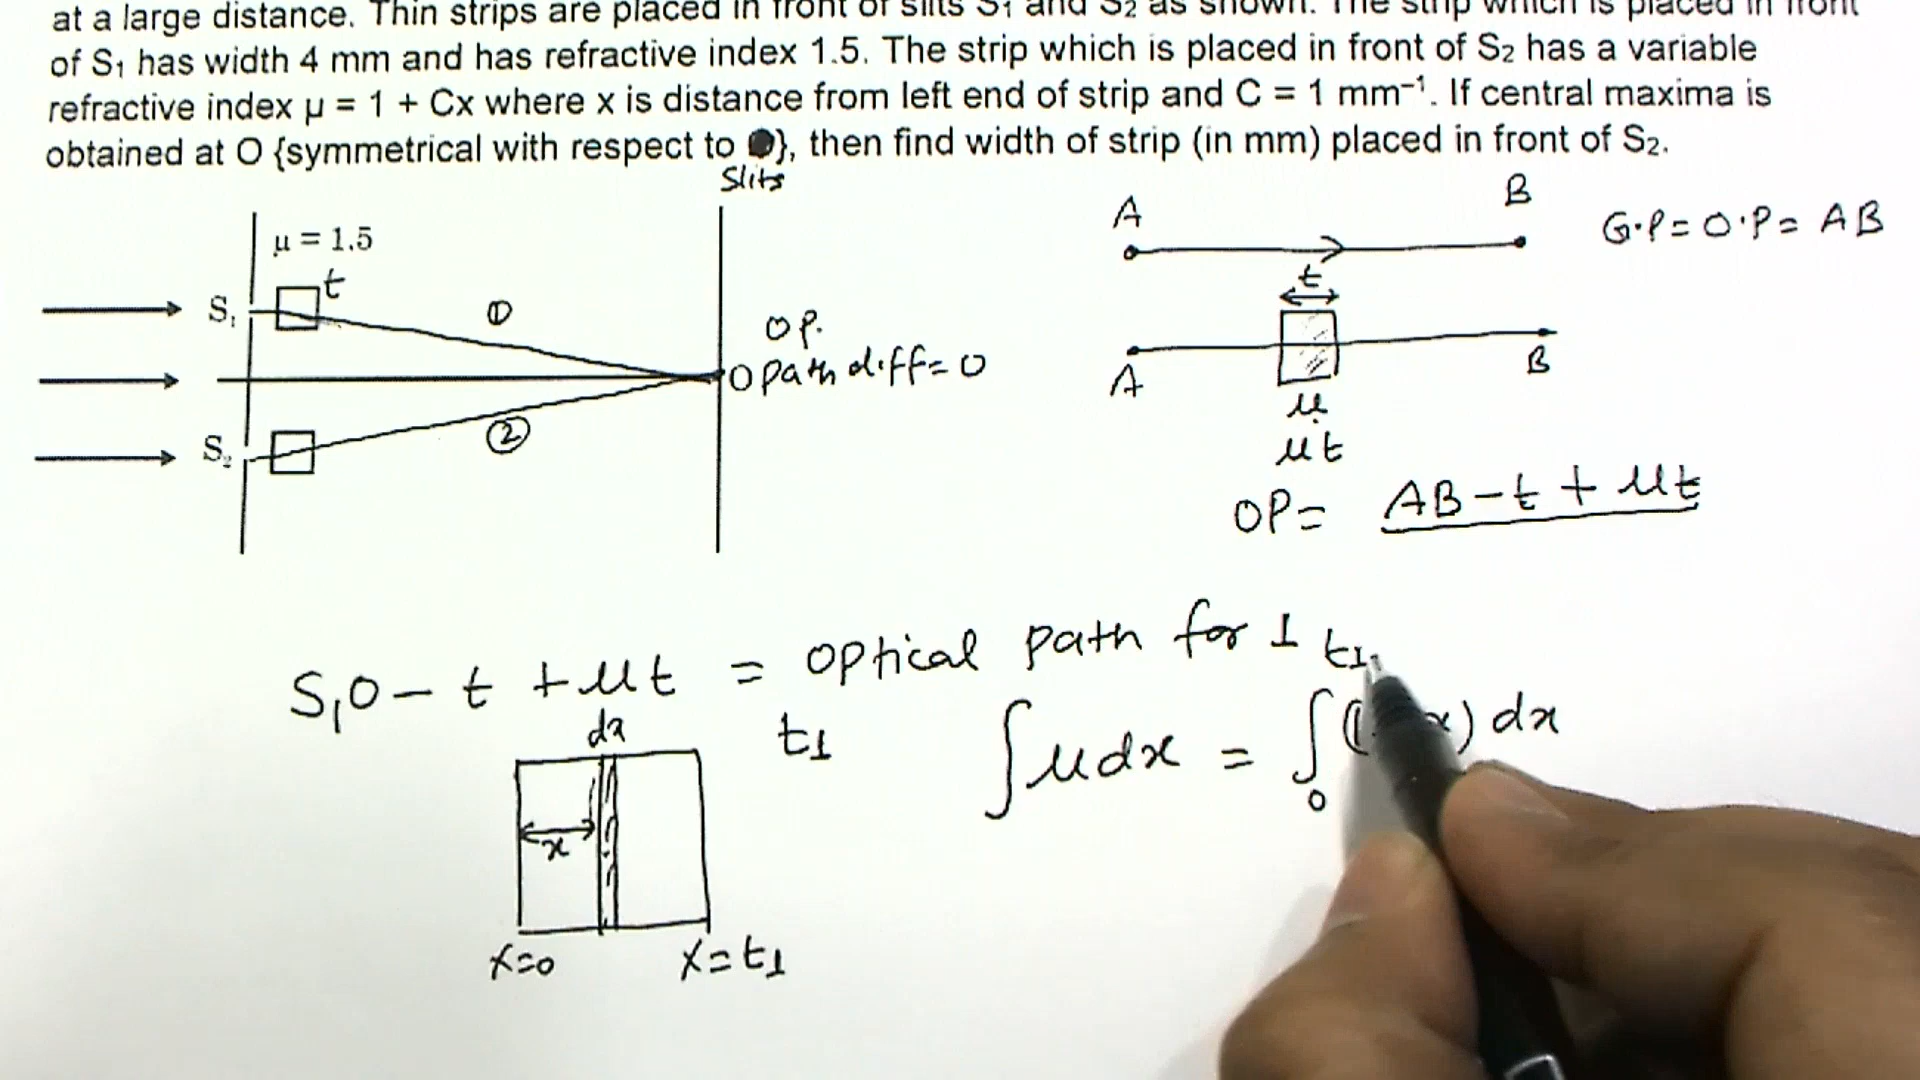 at a large distance. Thin strips are placed in front of slits S₁ and S₂ as shown. The strip which is placed in front
of S₁ has width 4 mm and has refractive index 1.5. The strip which is placed in front of S₂ has a variable
refractive index μ = 1 + Cx where x is distance from left end of strip and C = 1 mm⁻¹. If central maxima is
obtained at O {symmetrical with respect to }, then find width of strip (in mm) placed in front of S₂.
Slits
μ = 1.5
S₁
t
①
O P.
O path diff = 0
S₂
②
A
B
G.P = O.P = AB
t
A
B
μ
μt
OP = AB - t + μt
S₁O - t + μt = optical path for 1
dx
x
x=0
x=t₁
t₁
∫μdx = ∫ dx
t₁
0